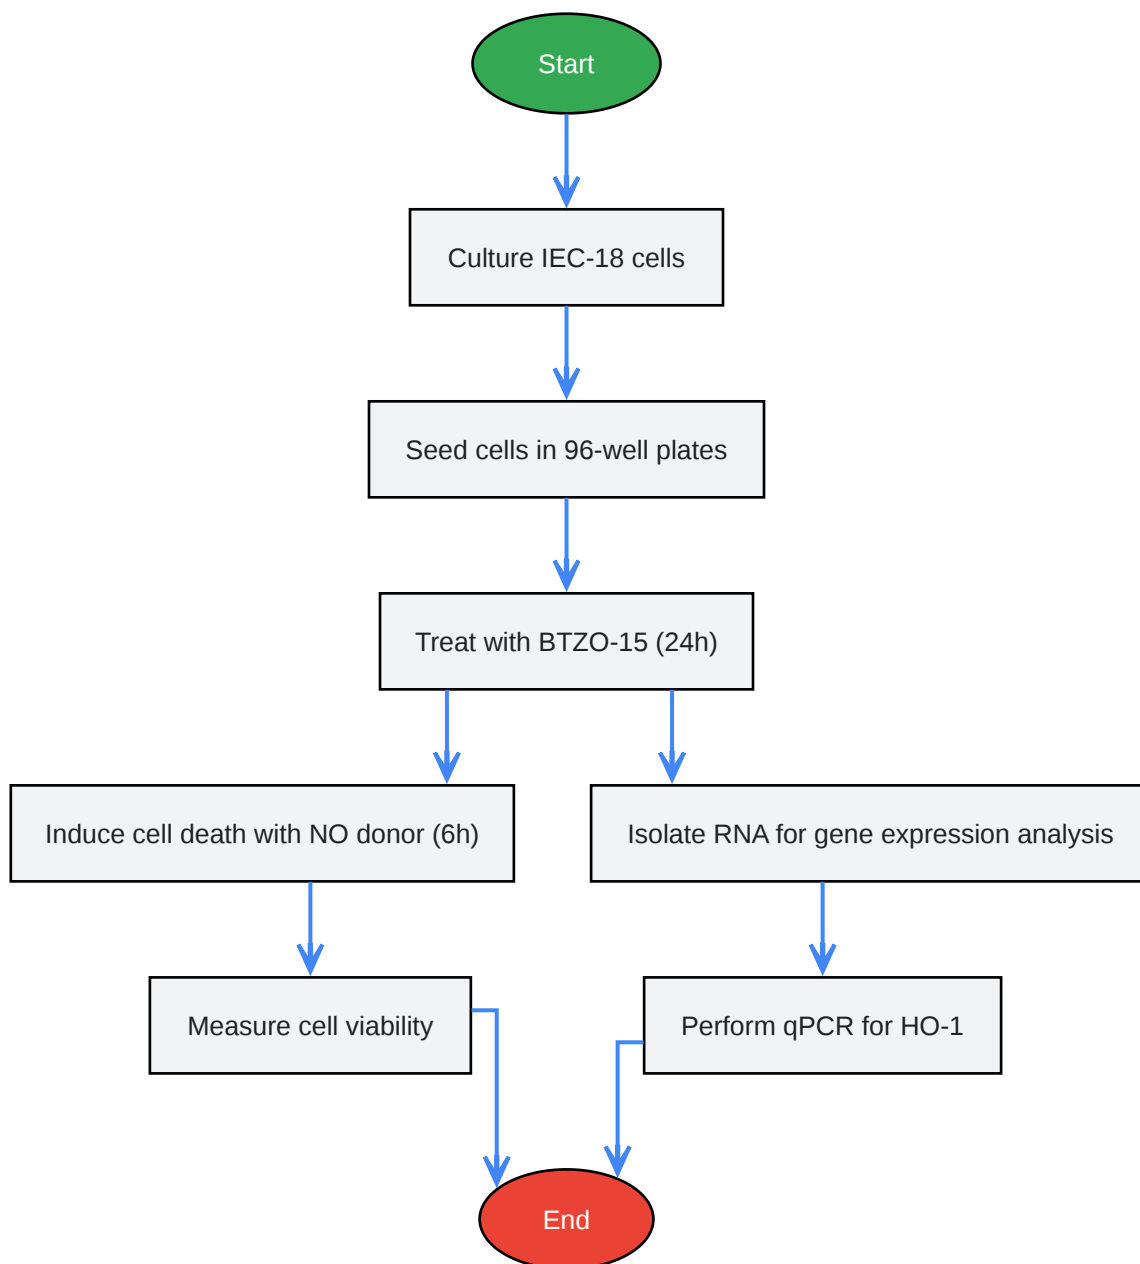 Start
Culture IEC-18 cells
Seed cells in 96-well plates
Treat with BTZO-15 (24h)
Induce cell death with NO donor (6h)
Isolate RNA for gene expression analysis
Measure cell viability
Perform qPCR for HO-1
End